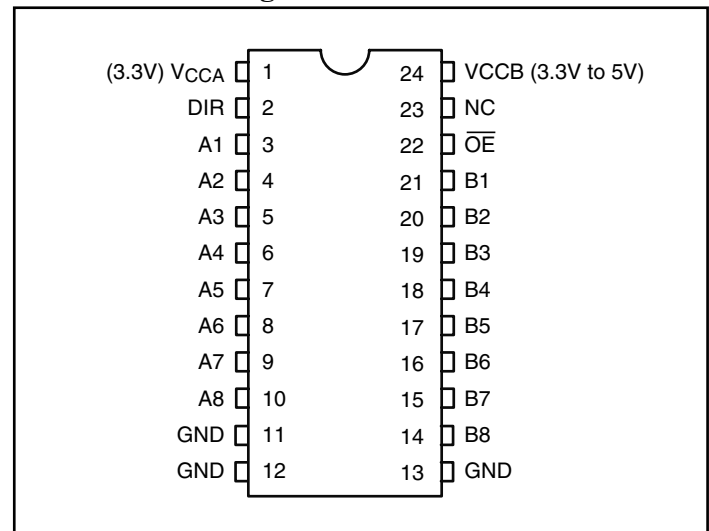 (3.3V) VCCA 1 24 VCCB (3.3V to 5V)
DIR 2 23 NC
A1 3 22 O̅E̅
A2 4 21 B1
A3 5 20 B2
A4 6 19 B3
A5 7 18 B4
A6 8 17 B5
A7 9 16 B6
A8 10 15 B7
GND 11 14 B8
GND 12 13 GND